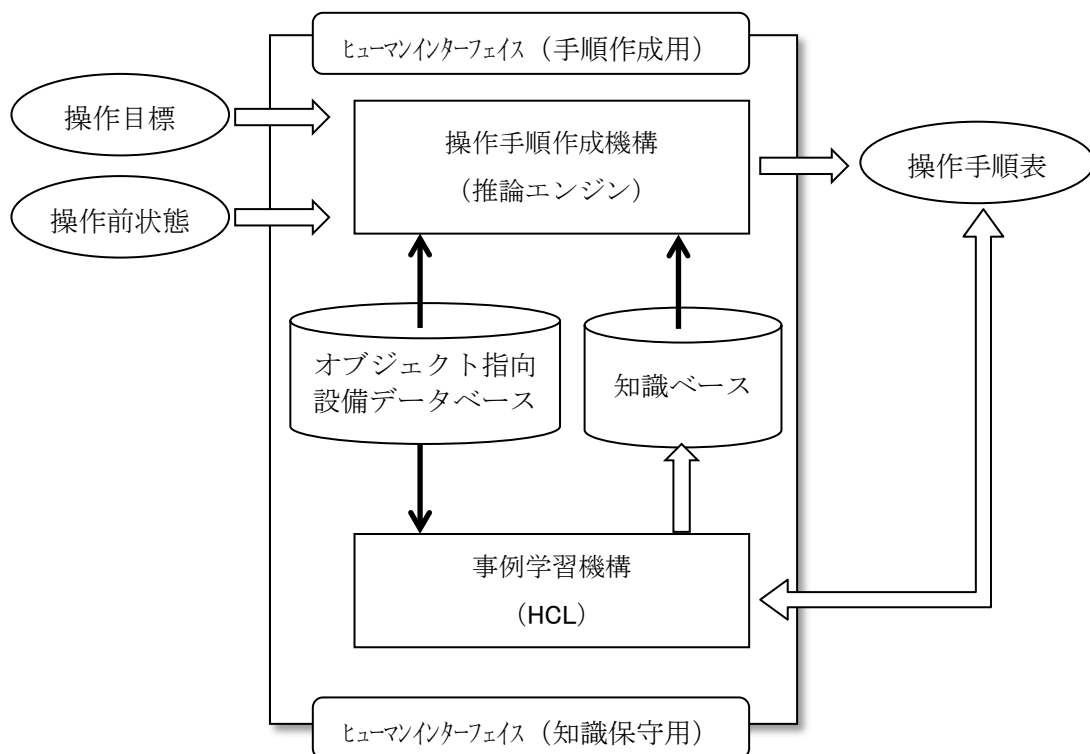 ﾋｭｰﾏﾝｲﾝﾀｰﾌｪｲｽ（手順作成用）
操作目標
操作前状態
操作手順作成機構
（推論エンジン）
操作手順表
オブジェクト指向
設備データベース
知識ベース
事例学習機構
（HCL）
ﾋｭｰﾏﾝｲﾝﾀｰﾌｪｲｽ（知識保守用）